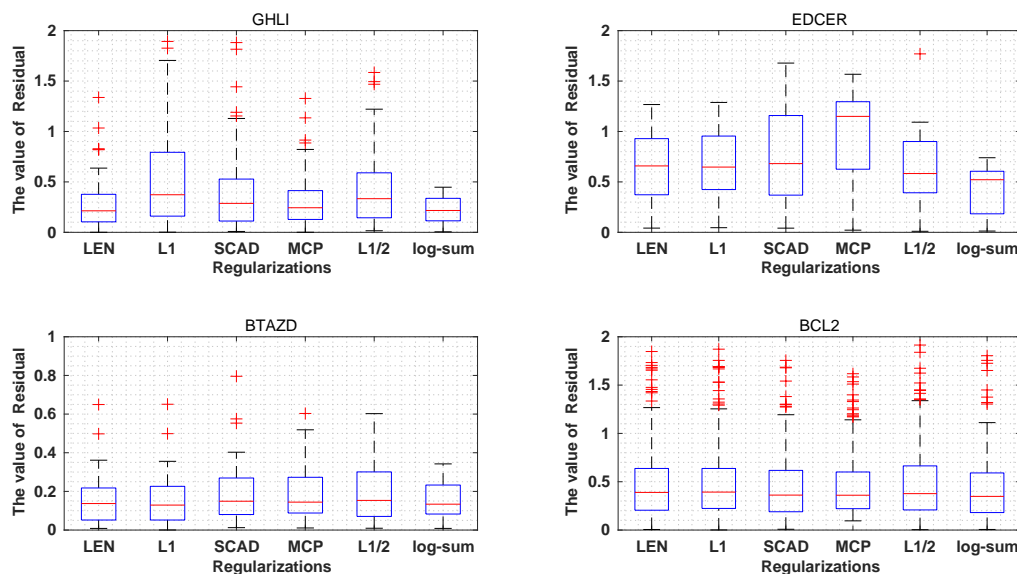 GHLI
The value of Residual
2
1.5
1
0.5
0
LEN L1 SCAD MCP L1/2 log-sum
Regularizations
EDCER
The value of Residual
2
1.5
1
0.5
0
LEN L1 SCAD MCP L1/2 log-sum
Regularizations
BTAZD
The value of Residual
1
0.8
0.6
0.4
0.2
0
LEN L1 SCAD MCP L1/2 log-sum
Regularizations
BCL2
The value of Residual
2
1.5
1
0.5
0
LEN L1 SCAD MCP L1/2 log-sum
Regularizations